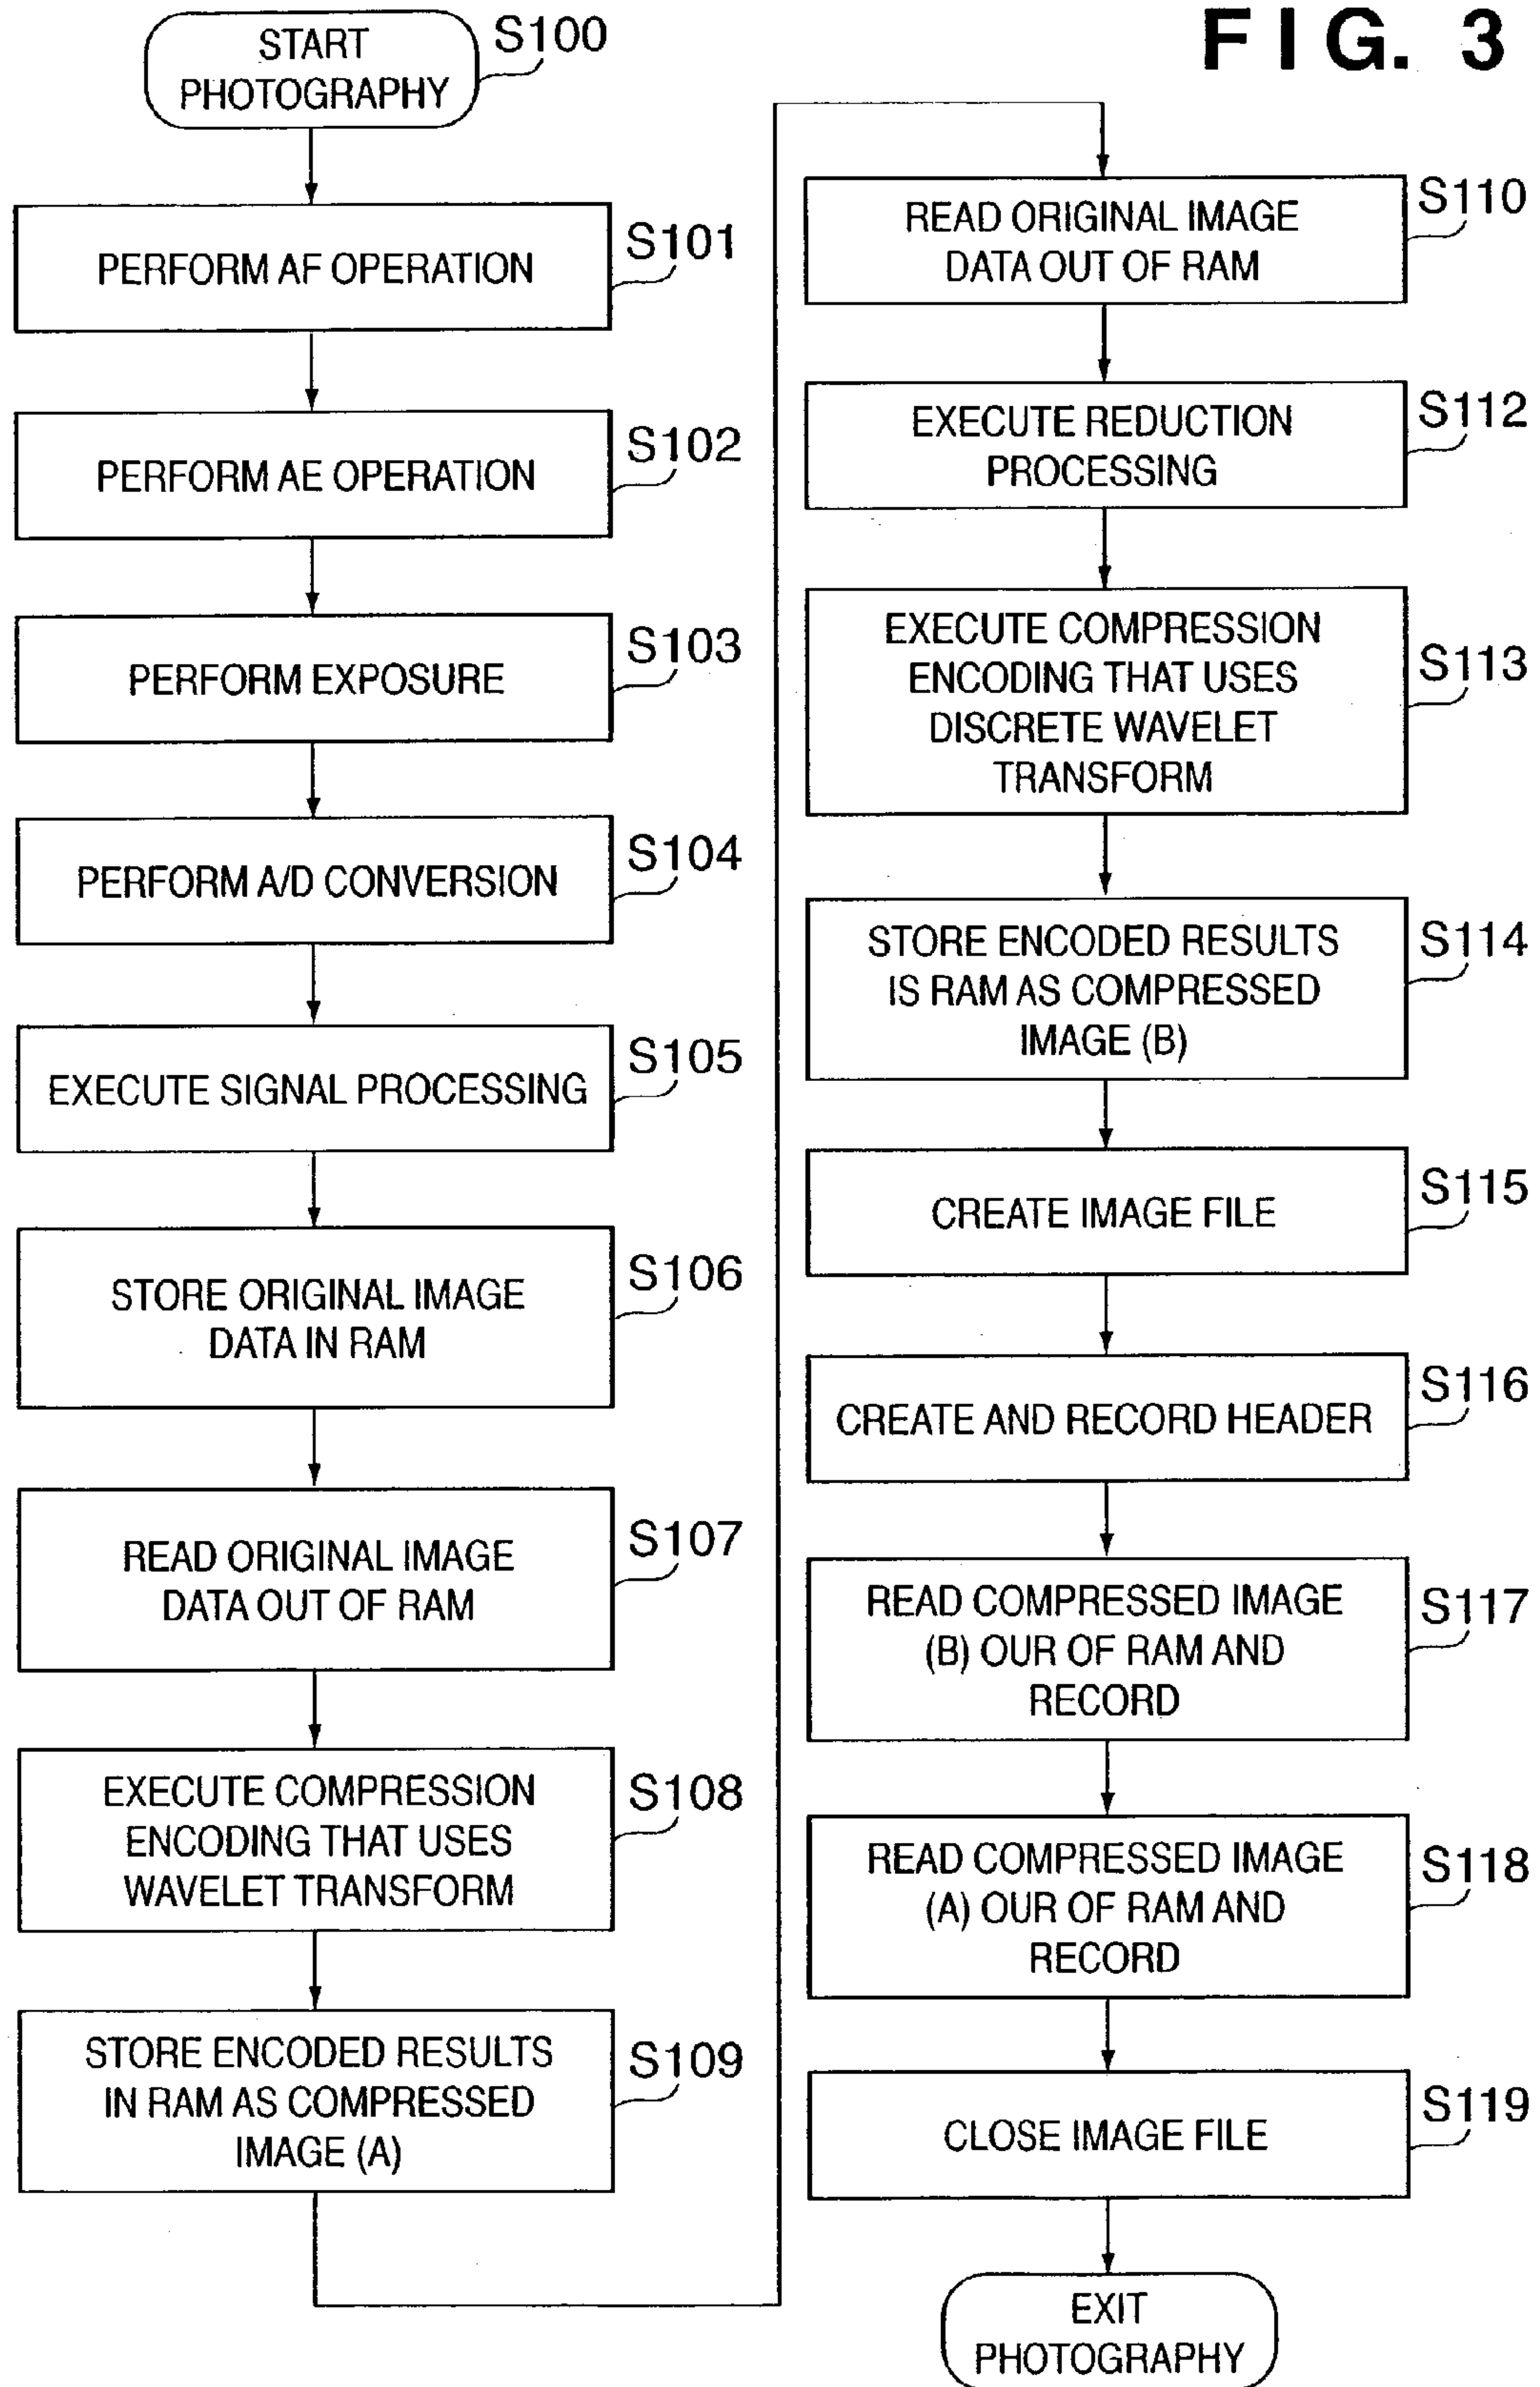 FIG. 3
START
PHOTOGRAPHY
S100
PERFORM AF OPERATION
S101
PERFORM AE OPERATION
S102
PERFORM EXPOSURE
S103
PERFORM A/D CONVERSION
S104
EXECUTE SIGNAL PROCESSING
S105
STORE ORIGINAL IMAGE
DATA IN RAM
S106
READ ORIGINAL IMAGE
DATA OUT OF RAM
S107
EXECUTE COMPRESSION
ENCODING THAT USES
WAVELET TRANSFORM
S108
STORE ENCODED RESULTS
IN RAM AS COMPRESSED
IMAGE (A)
S109
READ ORIGINAL IMAGE
DATA OUT OF RAM
S110
EXECUTE REDUCTION
PROCESSING
S112
EXECUTE COMPRESSION
ENCODING THAT USES
DISCRETE WAVELET
TRANSFORM
S113
STORE ENCODED RESULTS
IS RAM AS COMPRESSED
IMAGE (B)
S114
CREATE IMAGE FILE
S115
CREATE AND RECORD HEADER
S116
READ COMPRESSED IMAGE
(B) OUR OF RAM AND
RECORD
S117
READ COMPRESSED IMAGE
(A) OUR OF RAM AND
RECORD
S118
CLOSE IMAGE FILE
S119
EXIT
PHOTOGRAPHY